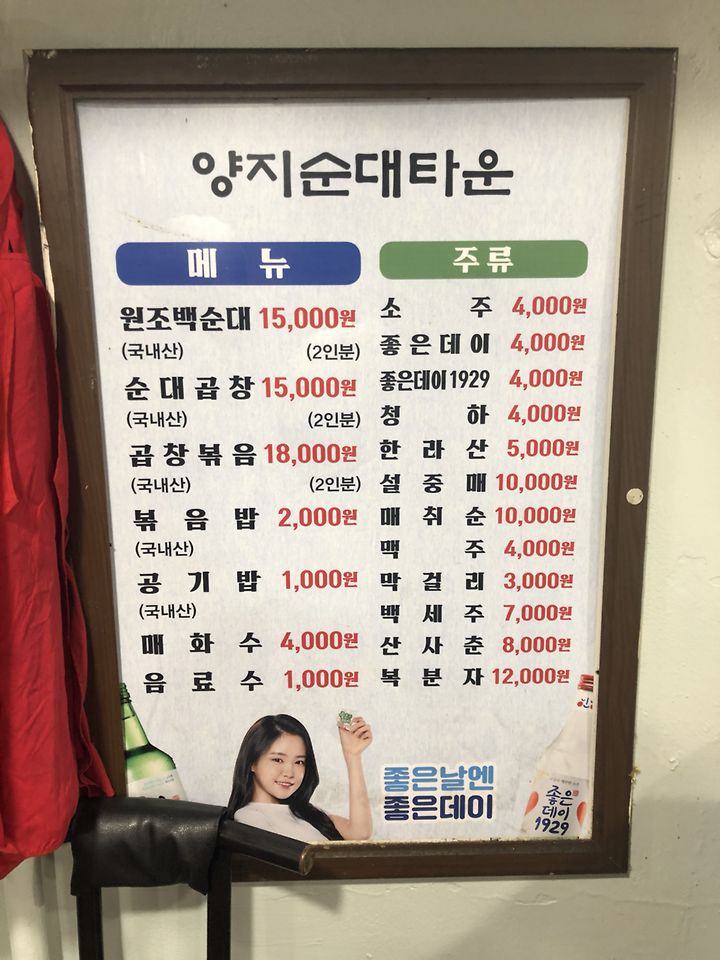 양지순대타운
메 뉴
원조백순대 15,000원
(국내산) (2인분)
순대곱창 15,000원
(국내산) (2인분)
곱창볶음 18,000원
(국내산) (2인분)
볶음밥 2,000원
(국내산)
공기밥 1,000원
(국내산)
매화수 4,000원
음료수 1,000원
주류
소주 4,000원
좋은데이 4,000원
좋은데이1929 4,000원
청하 4,000원
한라산 5,000원
설중매 10,000원
매취순 10,000원
맥주 4,000원
막걸리 3,000원
백세주 7,000원
산사춘 8,000원
복분자 12,000원
좋은날엔
좋은데이
좋은
데이
1929